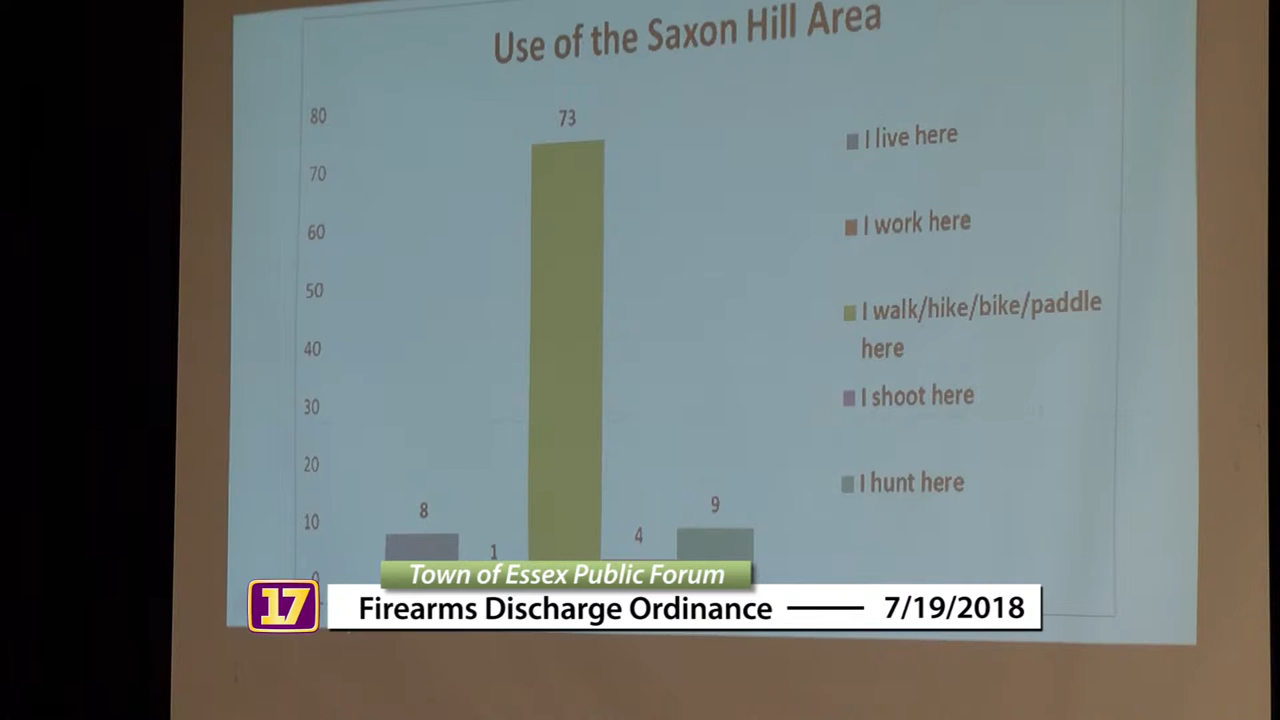 Use of the Saxon Hill Area
80
70
60
50
40
30
20
10
0
8
1
73
4
9
I live here
I work here
I walk/hike/bike/paddle
here
I shoot here
I hunt here
Town of Essex Public Forum
17
Firearms Discharge Ordinance — 7/19/2018